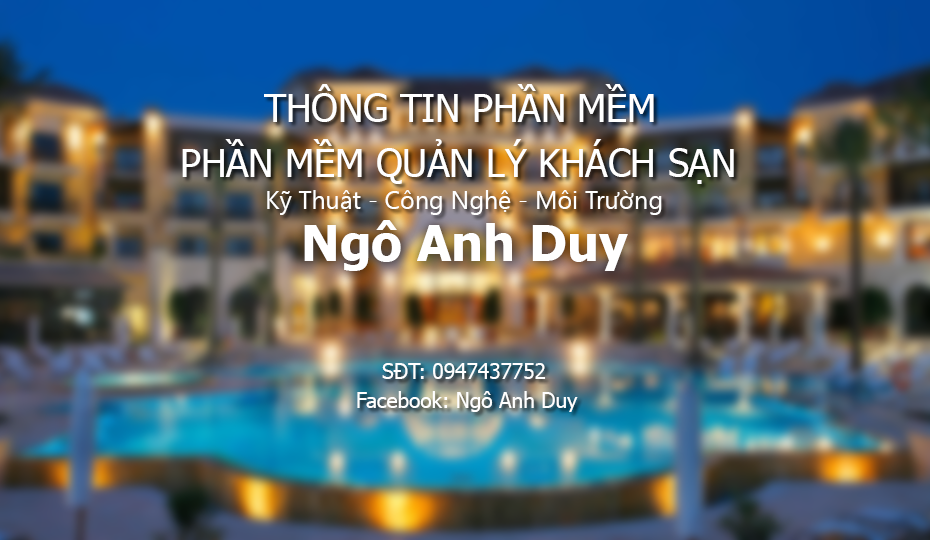 THÔNG TIN PHẦN MỀM
PHẦN MỀM QUẢN LÝ KHÁCH SẠN
Kỹ Thuật - Công Nghệ - Môi Trường
Ngô Anh Duy
SĐT: 0947437752
Facebook: Ngô Anh Duy